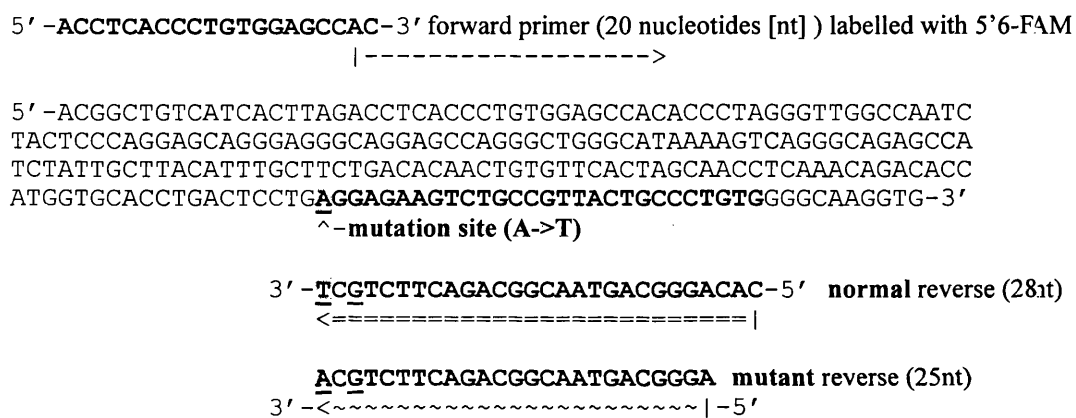 5'-ACCTCACCCTGTGGAGCCAC-3' forward primer (20 nucleotides [nt] ) labelled with 5'6-FAM
|------------------>
5'-ACGGCTGTCATCACTTAGACCTCACCCTGTGGAGCCACACCCTAGGGTTGGCCAATC
TACTCCCAGGAGCAGGGAGGGCAGGAGCCAGGGCTGGGCATAAAAGTCAGGGCAGAGCCA
TCTATTGCTTACATTTGCTTCTGACACAACTGTGTTCACTAGCAACCTCAAACAGACACC
ATGGTGCACCTGACTCCTGAGGAGAAGTCTGCCGTTACTGCCCTGTGGGGCAAGGTG-3'
^-mutation site (A->T)
3'-TCGTCTTCAGACGGCAATGACGGGACAC-5' normal reverse (28nt)
<==========================|
ACGTCTTCAGACGGCAATGACGGGA mutant reverse (25nt)
3'-<~~~~~~~~~~~~~~~~~~~~~~~|-5'